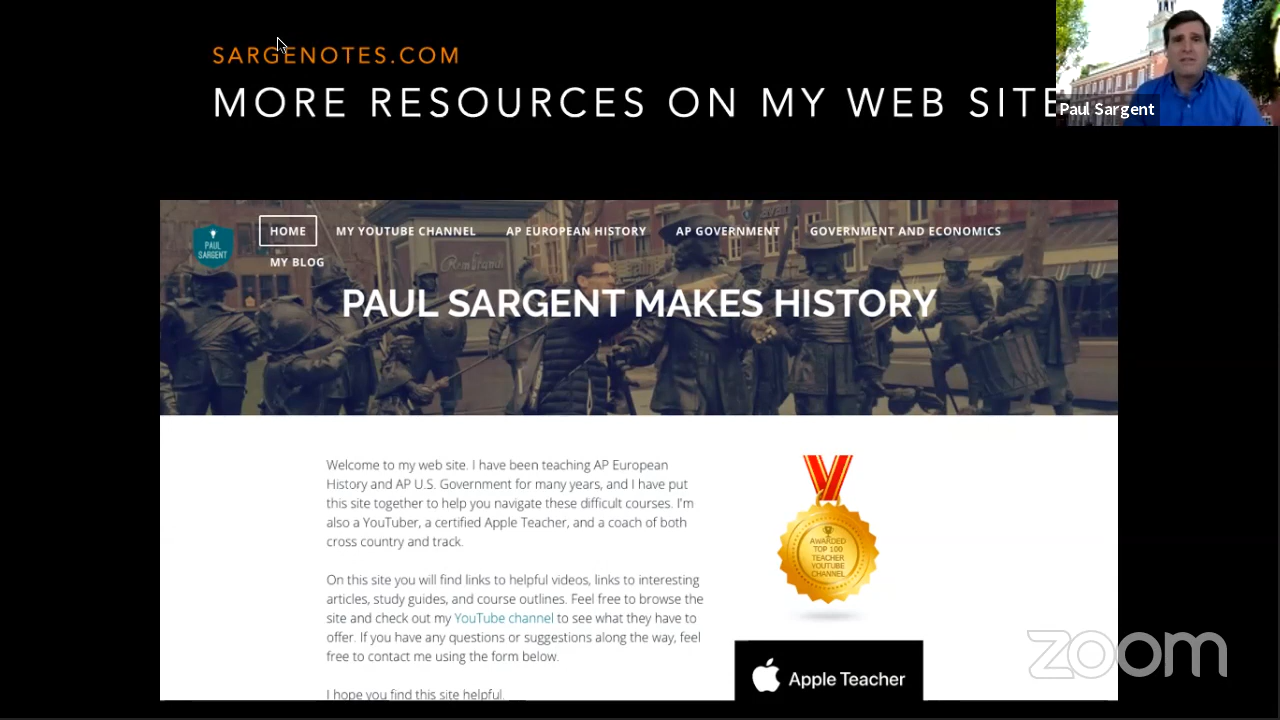 SARGENOTES.COM
MORE RESOURCES ON MY WEB SITE
Paul Sargent
PAUL
SARGENT
HOME
MY YOUTUBE CHANNEL
AP EUROPEAN HISTORY
AP GOVERNMENT
GOVERNMENT AND ECONOMICS
MY BLOG
Rembrandt
PAUL SARGENT MAKES HISTORY
Welcome to my web site. I have been teaching AP European
History and AP U.S. Government for many years, and I have put
this site together to help you navigate these difficult courses. I'm
also a YouTuber, a certified Apple Teacher, and a coach of both
cross country and track.
On this site you will find links to helpful videos, links to interesting
articles, study guides, and course outlines. Feel free to browse the
site and check out my YouTube channel to see what they have to
offer. If you have any questions or suggestions along the way, feel
free to contact me using the form below.
I hope you find this site helpful.
AWARDED
TOP 100
TEACHER
YOUTUBE
CHANNEL
Apple Teacher
zoom